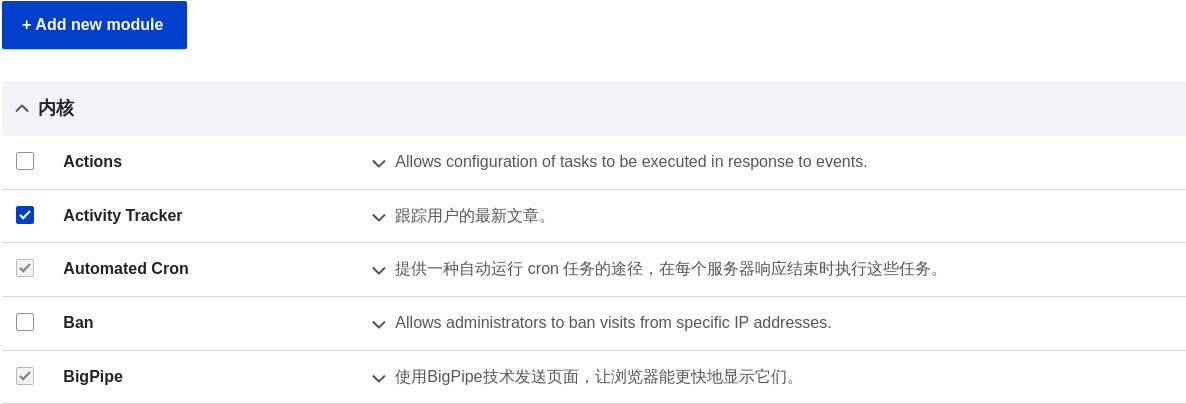 + Add new module
内核
Actions
Allows configuration of tasks to be executed in response to events.
Activity Tracker
跟踪用户的最新文章。
Automated Cron
提供一种自动运行 cron 任务的途径，在每个服务器响应结束时执行这些任务。
Ban
Allows administrators to ban visits from specific IP addresses.
BigPipe
使用BigPipe技术发送页面，让浏览器能更快地显示它们。